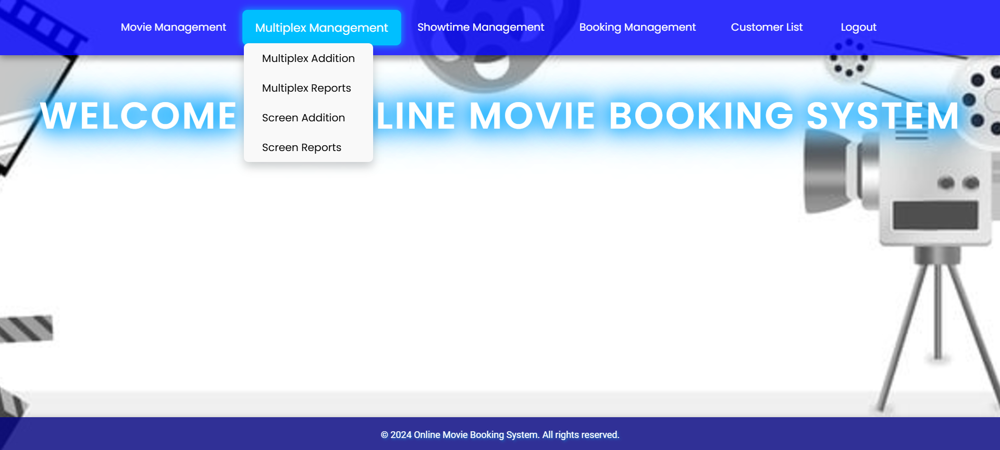 Movie Management Multiplex Management Showtime Management Booking Management Customer List Logout
Multiplex Addition
Multiplex Reports
WELCOME LINE MOVIE BOOKING SYSTEM
Screen Addition
Screen Reports
© 2024 Online Movie Booking System. All rights reserved.